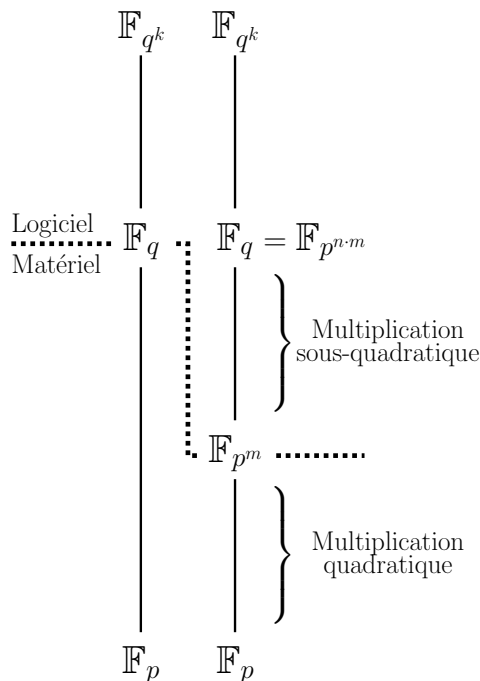 𝔽_{q^k} 𝔽_{q^k}
Logiciel
𝔽_q 𝔽_q = 𝔽_{p^{n·m}}
Matériel
Multiplication
sous-quadratique
𝔽_{p^m}
Multiplication
quadratique
𝔽_p 𝔽_p